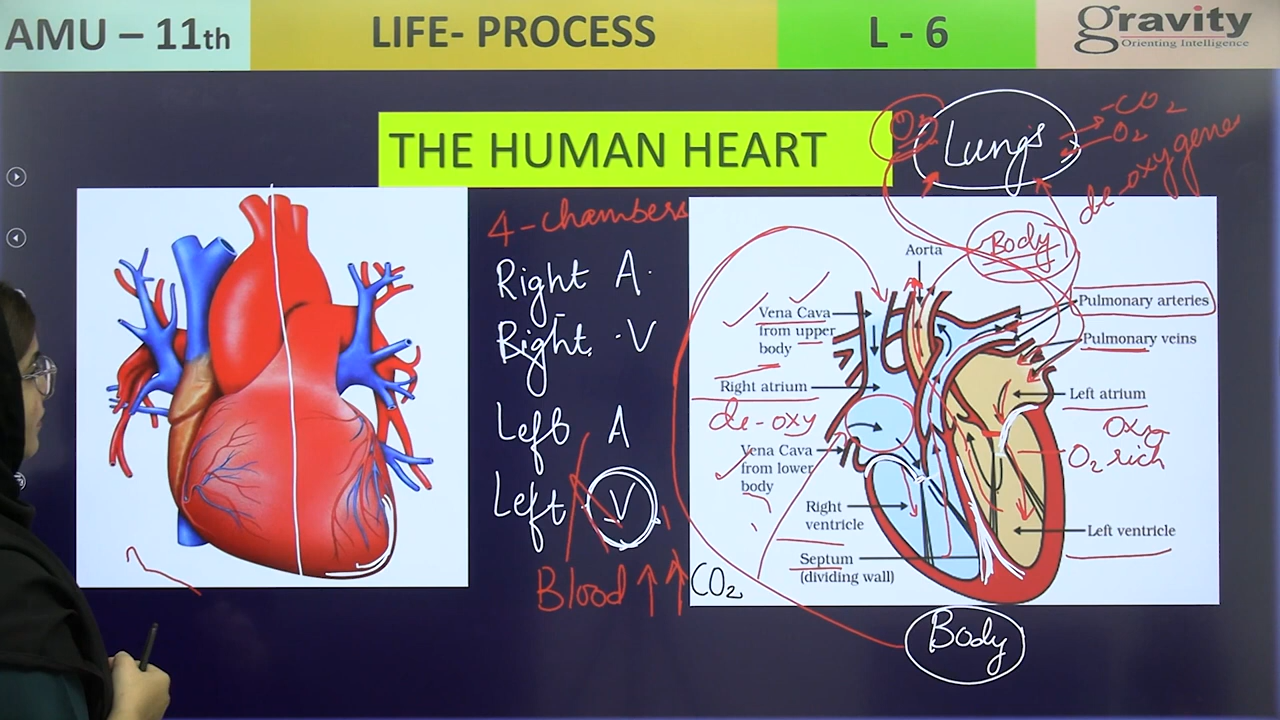 AMU – 11th
LIFE- PROCESS
L - 6
gravity
Orienting Intelligence
THE HUMAN HEART
O2
Lungs
CO2
O2
de-oxygene
4-chambers
Right A.
Right. V
Left A
Left V
Blood ↑↑
Body
Aorta
Pulmonary arteries
Pulmonary veins
Left atrium
Oxy
O2 rich
Left ventricle
Vena Cava
from upper
body
Right atrium
de-oxy
Vena Cava
from lower
body
Right
ventricle
Septum
(dividing wall)
CO2
Body